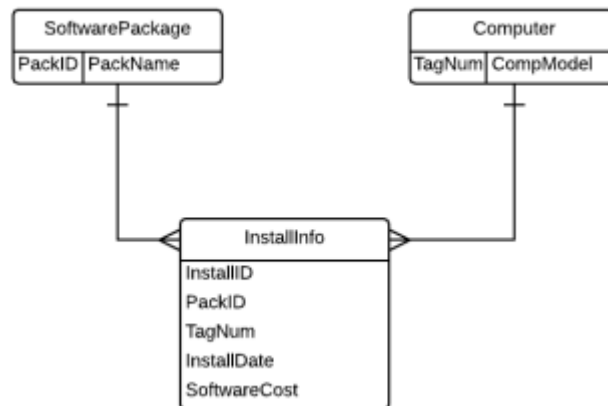 SoftwarePackage
PackID PackName
Computer
TagNum CompModel
InstallInfo
InstallID
PackID
TagNum
InstallDate
SoftwareCost